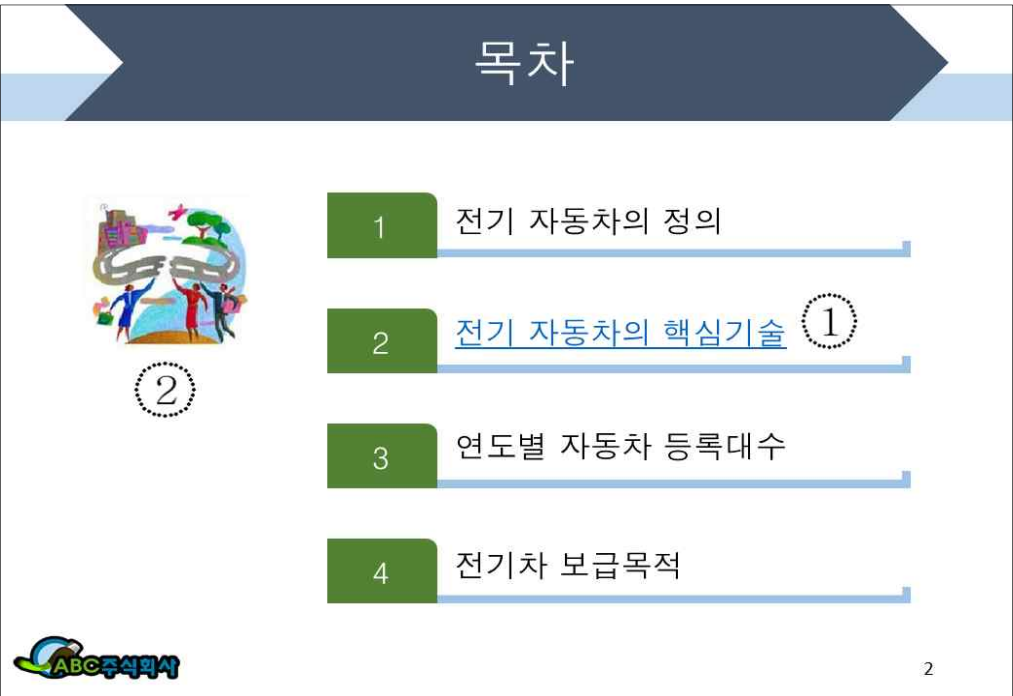 목차
1 전기 자동차의 정의
2 전기 자동차의 핵심기술 ①
②
3 연도별 자동차 등록대수
4 전기차 보급목적
ABC주식회사
2